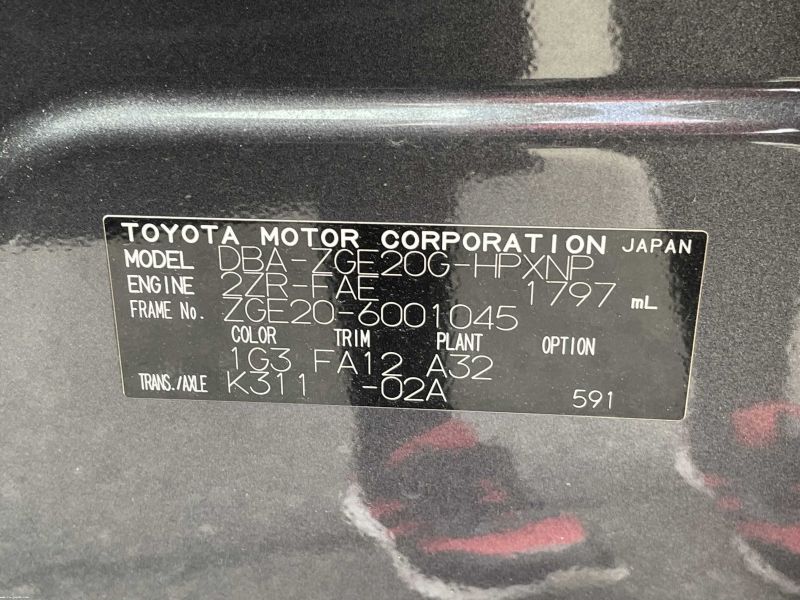 TOYOTA MOTOR CORPORATION JAPAN
MODEL DBA-ZGE20G-HPXNP
ENGINE 2ZR-FAE 1797 mL
FRAME No. ZGE20-6001045
COLOR TRIM PLANT OPTION
1G3 FA12 A32
TRANS./AXLE K311 -02A
591